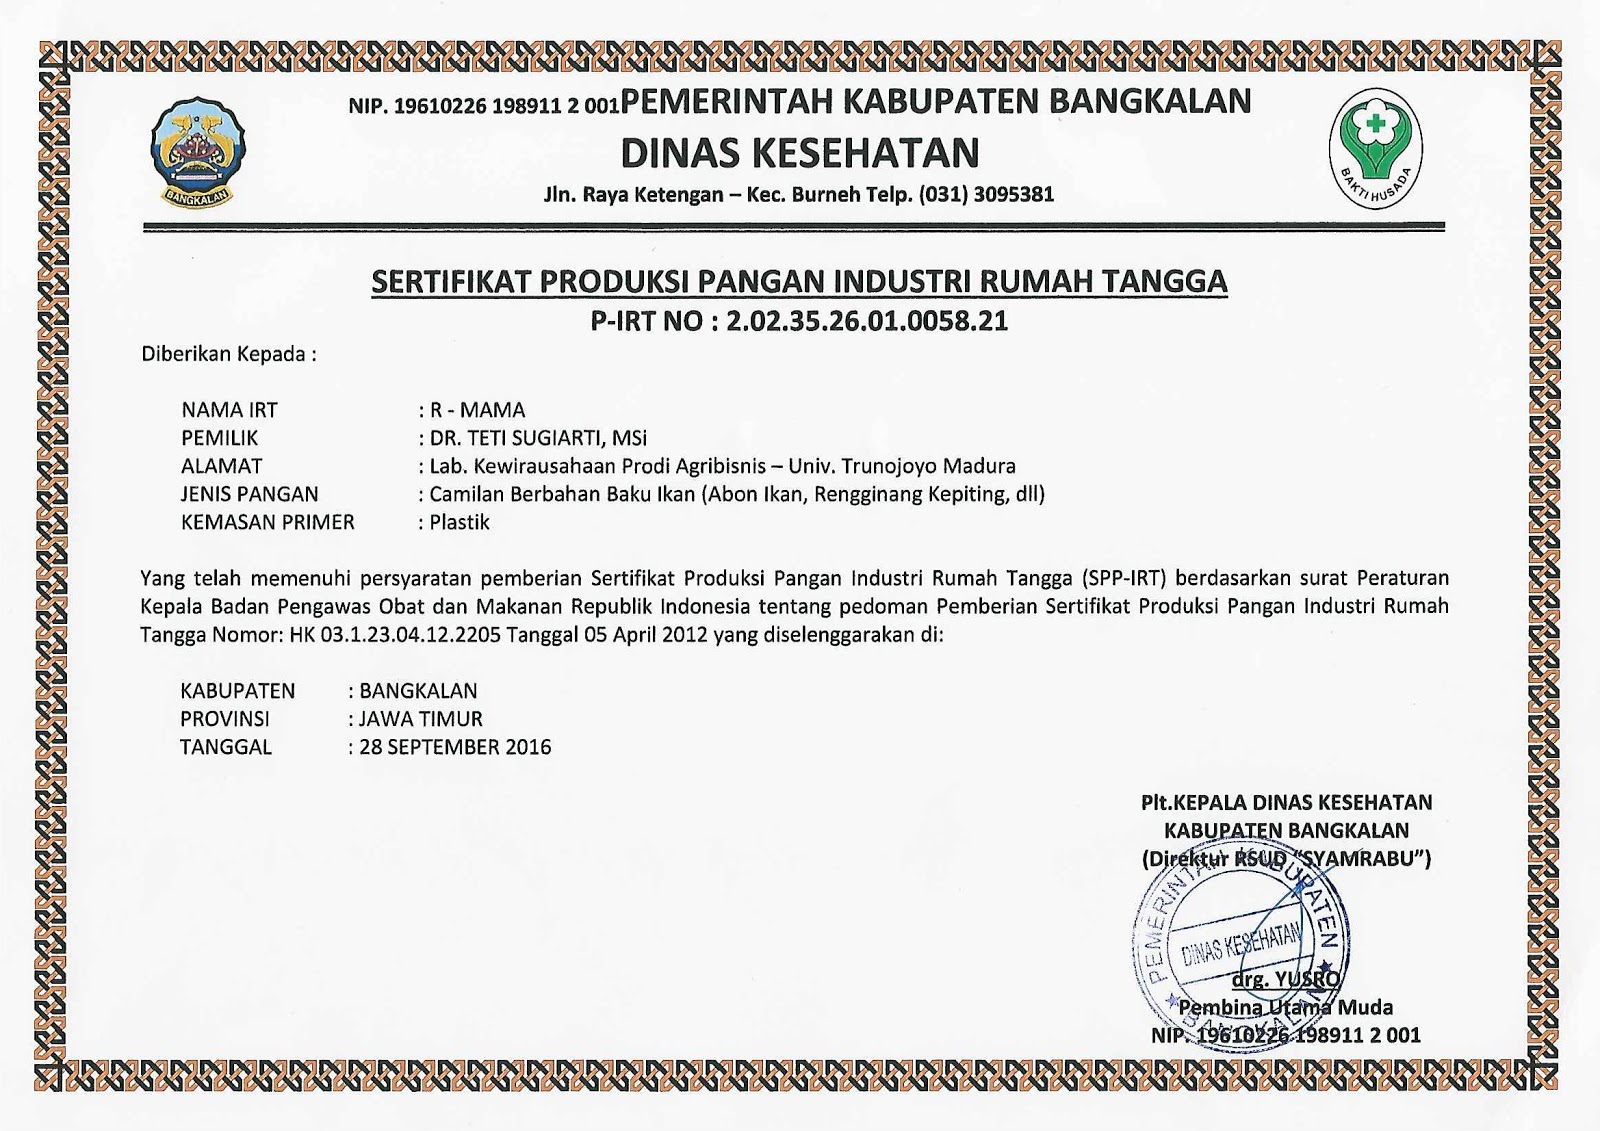 NIP. 19610226 198911 2 001PEMERINTAH KABUPATEN BANGKALAN
DINAS KESEHATAN
Jln. Raya Ketengan – Kec. Burneh Telp. (031) 3095381
BANGKALAN
BAKTI HUSADA
SERTIFIKAT PRODUKSI PANGAN INDUSTRI RUMAH TANGGA
P-IRT NO : 2.02.35.26.01.0058.21
Diberikan Kepada :
NAMA IRT : R - MAMA
PEMILIK : DR. TETI SUGIARTI, MSi
ALAMAT : Lab. Kewirausahaan Prodi Agribisnis – Univ. Trunojoyo Madura
JENIS PANGAN : Camilan Berbahan Baku Ikan (Abon Ikan, Rengginang Kepiting, dll)
KEMASAN PRIMER : Plastik
Yang telah memenuhi persyaratan pemberian Sertifikat Produksi Pangan Industri Rumah Tangga (SPP-IRT) berdasarkan surat Peraturan
Kepala Badan Pengawas Obat dan Makanan Republik Indonesia tentang pedoman Pemberian Sertifikat Produksi Pangan Industri Rumah
Tangga Nomor: HK 03.1.23.04.12.2205 Tanggal 05 April 2012 yang diselenggarakan di:
KABUPATEN : BANGKALAN
PROVINSI : JAWA TIMUR
TANGGAL : 28 SEPTEMBER 2016
Plt.KEPALA DINAS KESEHATAN
KABUPATEN BANGKALAN
(Direktur RSUD "SYAMRABU")
PEMERINTAH KABUPATEN
DINAS KESEHATAN
BANGKALAN
drg. YUSRO
Pembina Utama Muda
NIP. 19610226 198911 2 001